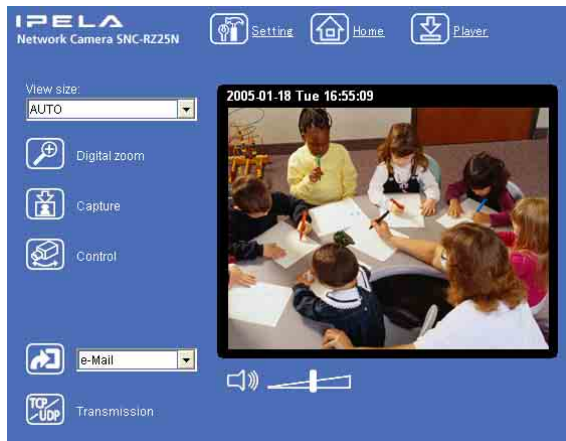 IPELA
Network Camera SNC-RZ25N
Setting
Home
Player
View size:
AUTO
2005-01-18 Tue 16:55:09
Digital zoom
Capture
Control
e-Mail
TCP/UDP
Transmission